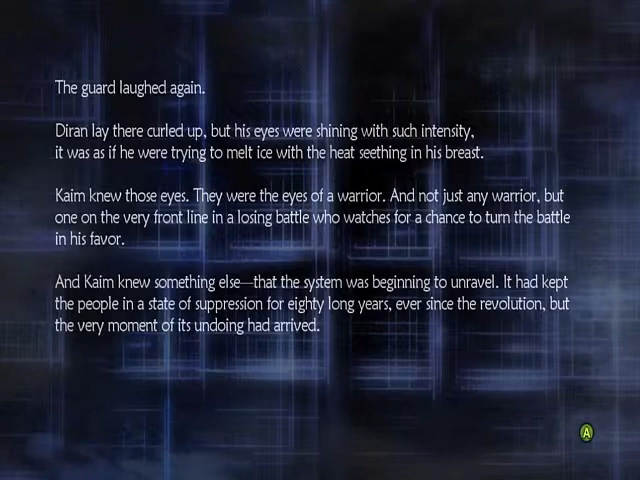 The guard laughed again.
Diran lay there curled up, but his eyes were shining with such intensity,
it was as if he were trying to melt ice with the heat seething in his breast.
Kaim knew those eyes. They were the eyes of a warrior. And not just any warrior, but
one on the very front line in a losing battle who watches for a chance to turn the battle
in his favor.
And Kaim knew something else—that the system was beginning to unravel. It had kept
the people in a state of suppression for eighty long years, ever since the revolution, but
the very moment of its undoing had arrived.
A